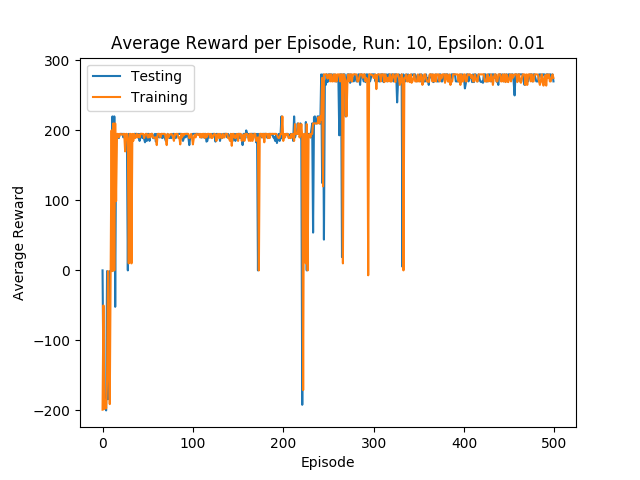 Average Reward per Episode, Run: 10, Epsilon: 0.01
Testing
Training
Average Reward
300
200
100
0
−100
−200
0
100
200
300
400
500
Episode